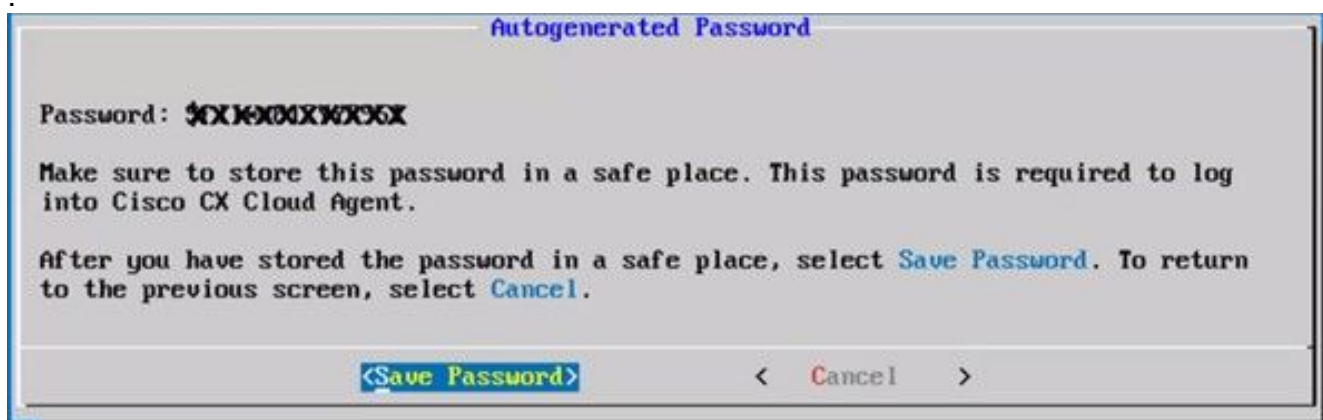 Autogenerated Password
Password:
Make sure to store this password in a safe place. This password is required to log
into Cisco CX Cloud Agent.
After you have stored the password in a safe place, select Save Password. To return
to the previous screen, select Cancel.
<Save Password> < Cancel >